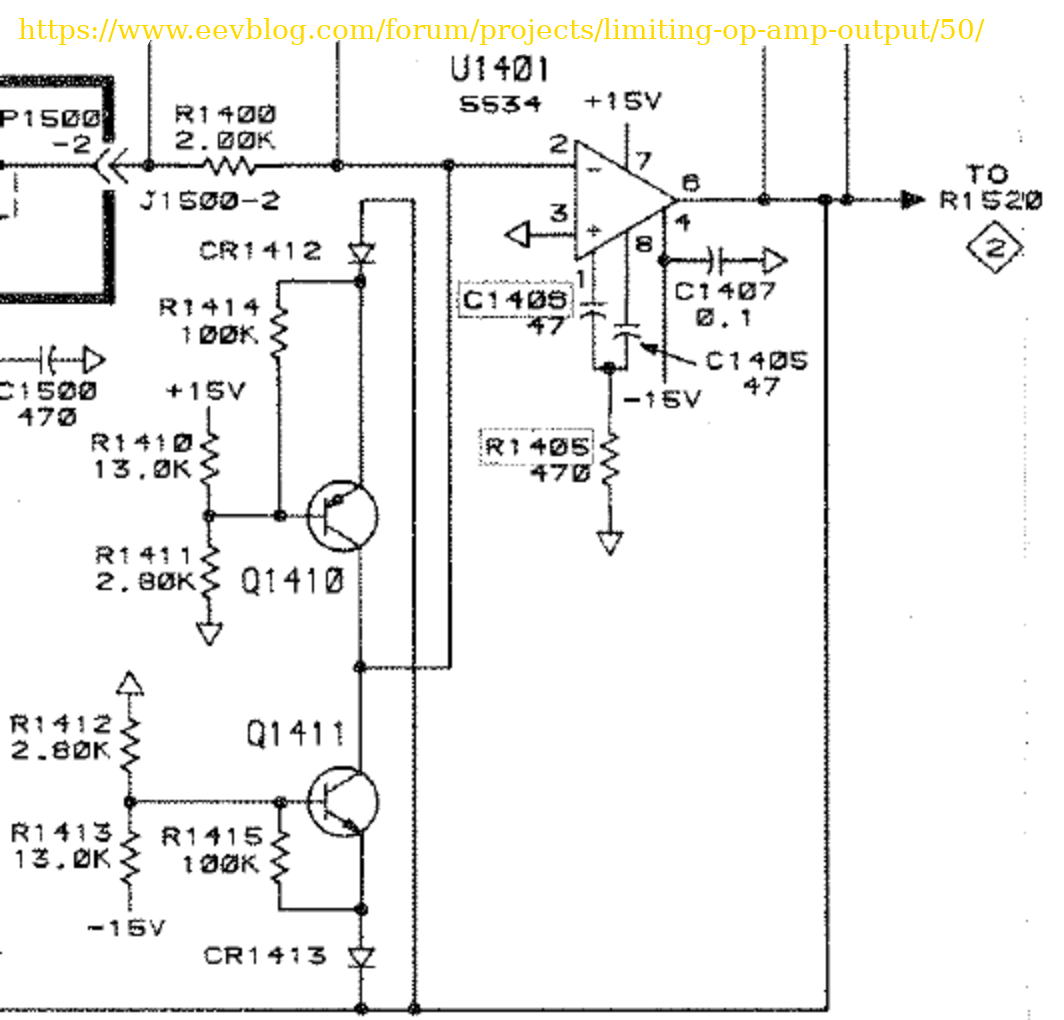 https://www.eevblog.com/forum/projects/limiting-op-amp-output/50/
U1401
5534
+15V
P1500
-2
R1400
2.00K
J1500-2
2
7
-
6
3
+
4
8
1
TO
R1520
2
CR1412
R1414
100K
C1406
47
C1407
0.1
C1405
47
-15V
C1500
470
+15V
R1410
13.0K
R1405
470
R1411
2.80K
Q1410
R1412
2.80K
Q1411
R1413
13.0K
R1415
100K
-15V
CR1413